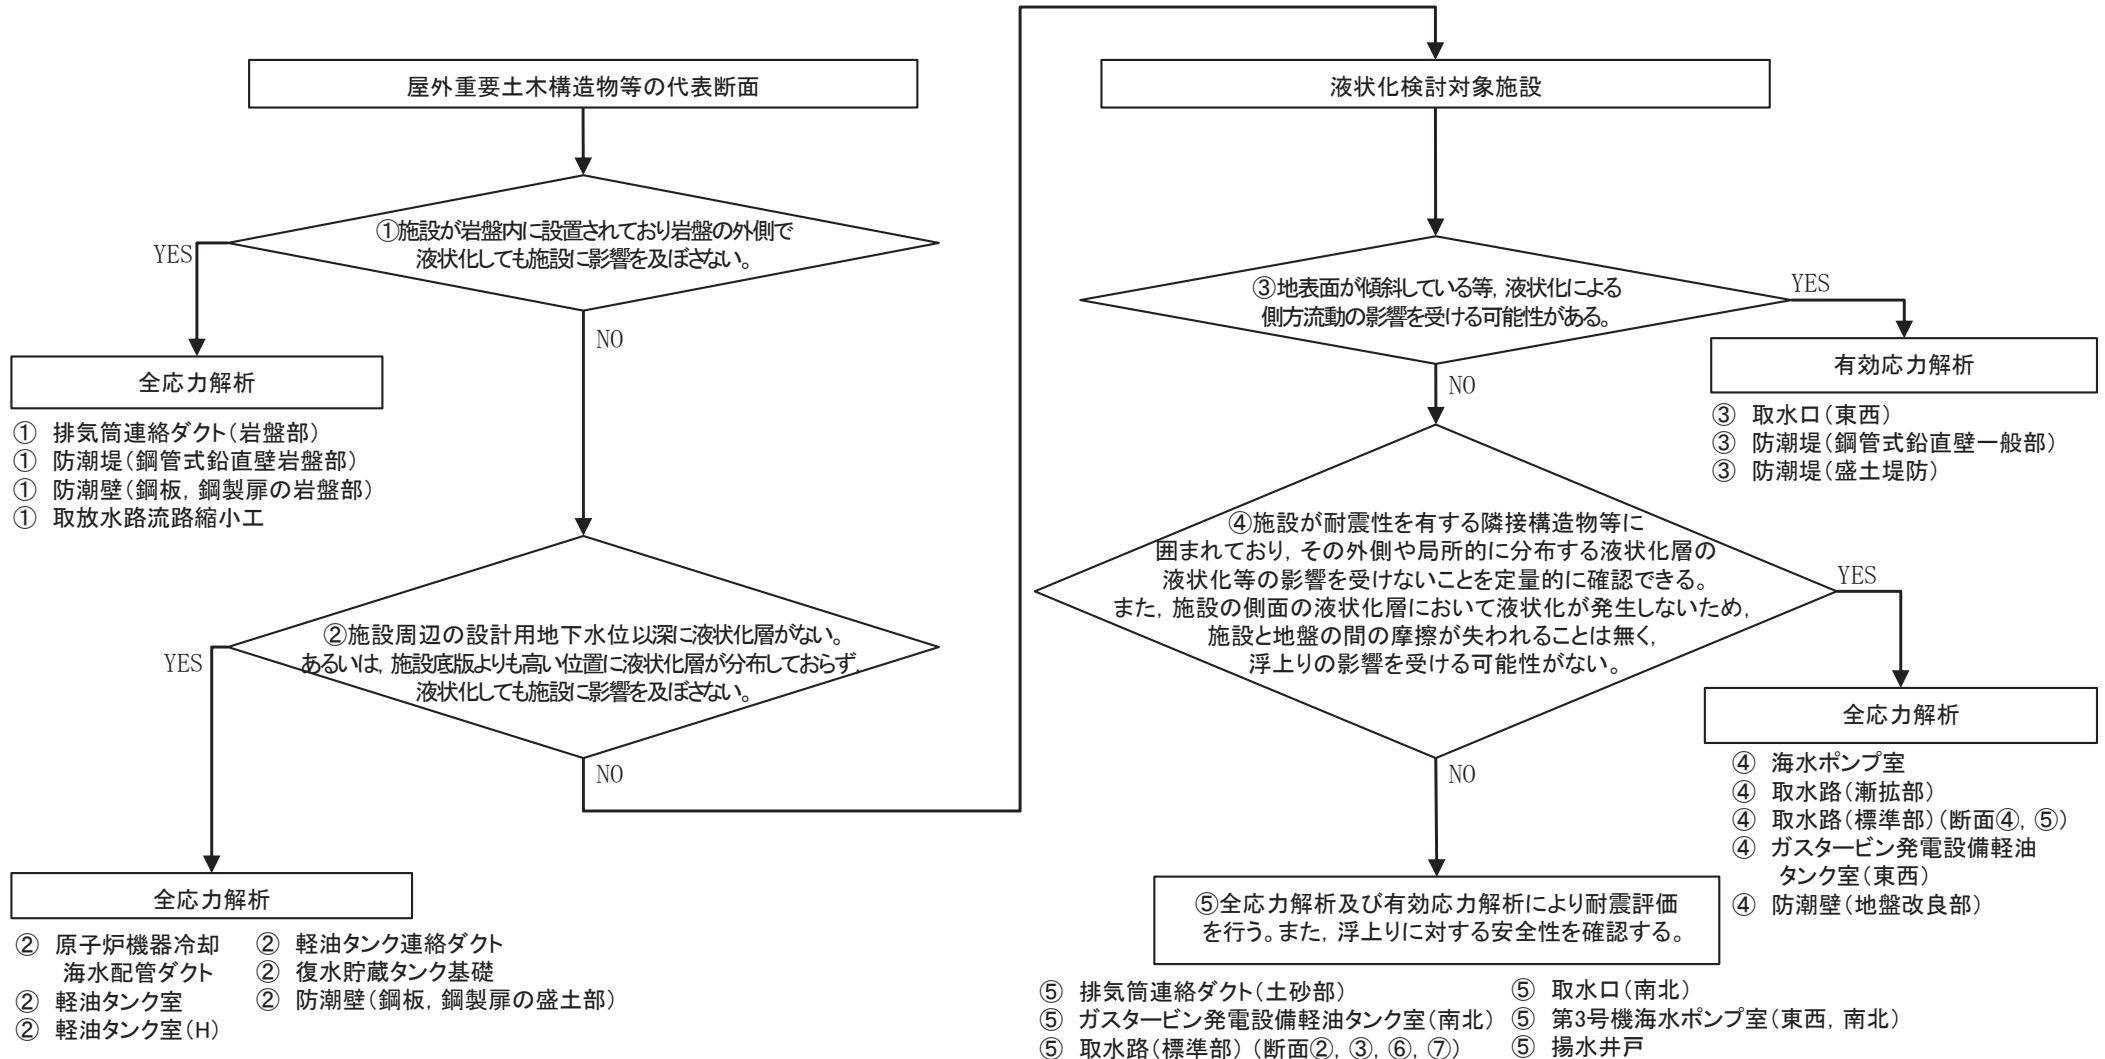 屋外重要土木構造物等の代表断面
①施設が岩盤内に設置されており岩盤の外側で
液状化しても施設に影響を及ぼさない。
YES
NO
全応力解析
① 排気筒連絡ダクト(岩盤部)
① 防潮堤(鋼管式鉛直壁岩盤部)
① 防潮壁(鋼板, 鋼製扉の岩盤部)
① 取放水路流路縮小工
②施設周辺の設計用地下水位以深に液状化層がない。
あるいは, 施設底版よりも高い位置に液状化層が分布しておらず,
液状化しても施設に影響を及ぼさない。
YES
NO
全応力解析
② 原子炉機器冷却
海水配管ダクト
② 軽油タンク室
② 軽油タンク室(H)
② 軽油タンク連絡ダクト
② 復水貯蔵タンク基礎
② 防潮壁(鋼板, 鋼製扉の盛土部)
液状化検討対象施設
③地表面が傾斜している等, 液状化による
側方流動の影響を受ける可能性がある。
YES
NO
有効応力解析
③ 取水口(東西)
③ 防潮堤(鋼管式鉛直壁一般部)
③ 防潮堤(盛土堤防)
④施設が耐震性を有する隣接構造物等に
囲まれており, その外側や局所的に分布する液状化層の
液状化等の影響を受けないことを定量的に確認できる。
また, 施設の側面の液状化層において液状化が発生しないため,
施設と地盤の間の摩擦が失われることは無く,
浮上りの影響を受ける可能性がない。
YES
NO
全応力解析
④ 海水ポンプ室
④ 取水路(漸拡部)
④ 取水路(標準部)(断面④, ⑤)
④ ガスタービン発電設備軽油
タンク室(東西)
④ 防潮壁(地盤改良部)
⑤全応力解析及び有効応力解析により耐震評価
を行う。また, 浮上りに対する安全性を確認する。
⑤ 排気筒連絡ダクト(土砂部)
⑤ ガスタービン発電設備軽油タンク室(南北)
⑤ 取水路(標準部) (断面②, ③, ⑥, ⑦)
⑤ 取水口(南北)
⑤ 第3号機海水ポンプ室(東西, 南北)
⑤ 揚水井戸